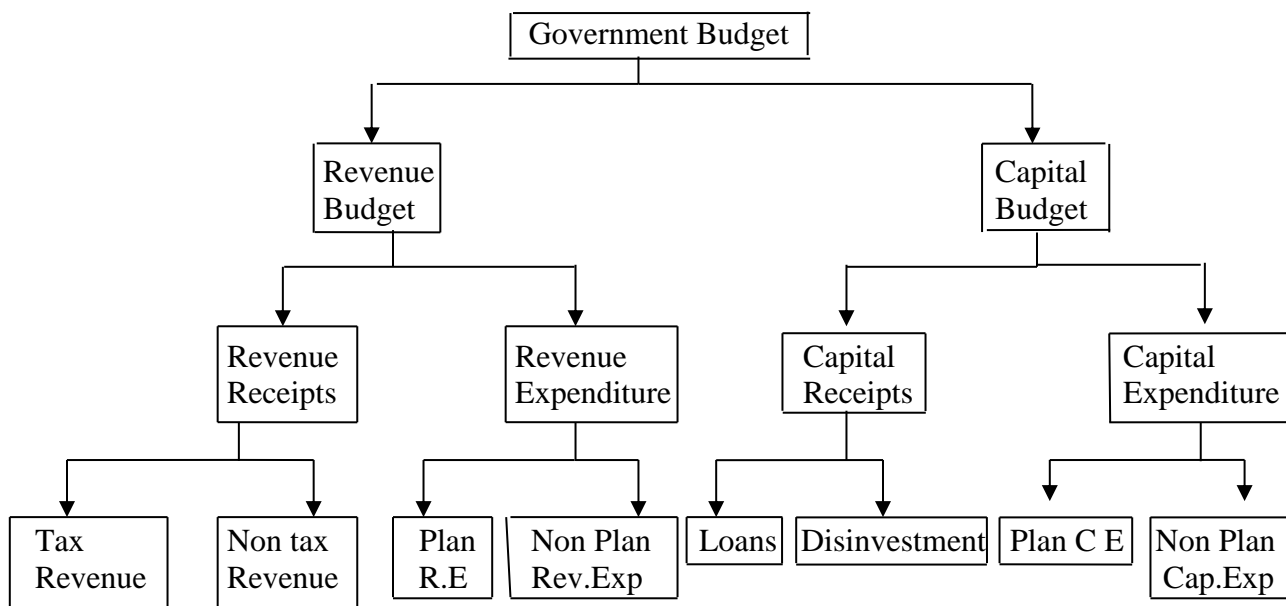 Government Budget
Revenue
Budget
Capital
Budget
Revenue
Receipts
Revenue
Expenditure
Capital
Receipts
Capital
Expenditure
Tax
Revenue
Non tax
Revenue
Plan
R.E
Non Plan
Rev.Exp
Loans
Disinvestment
Plan C E
Non Plan
Cap.Exp